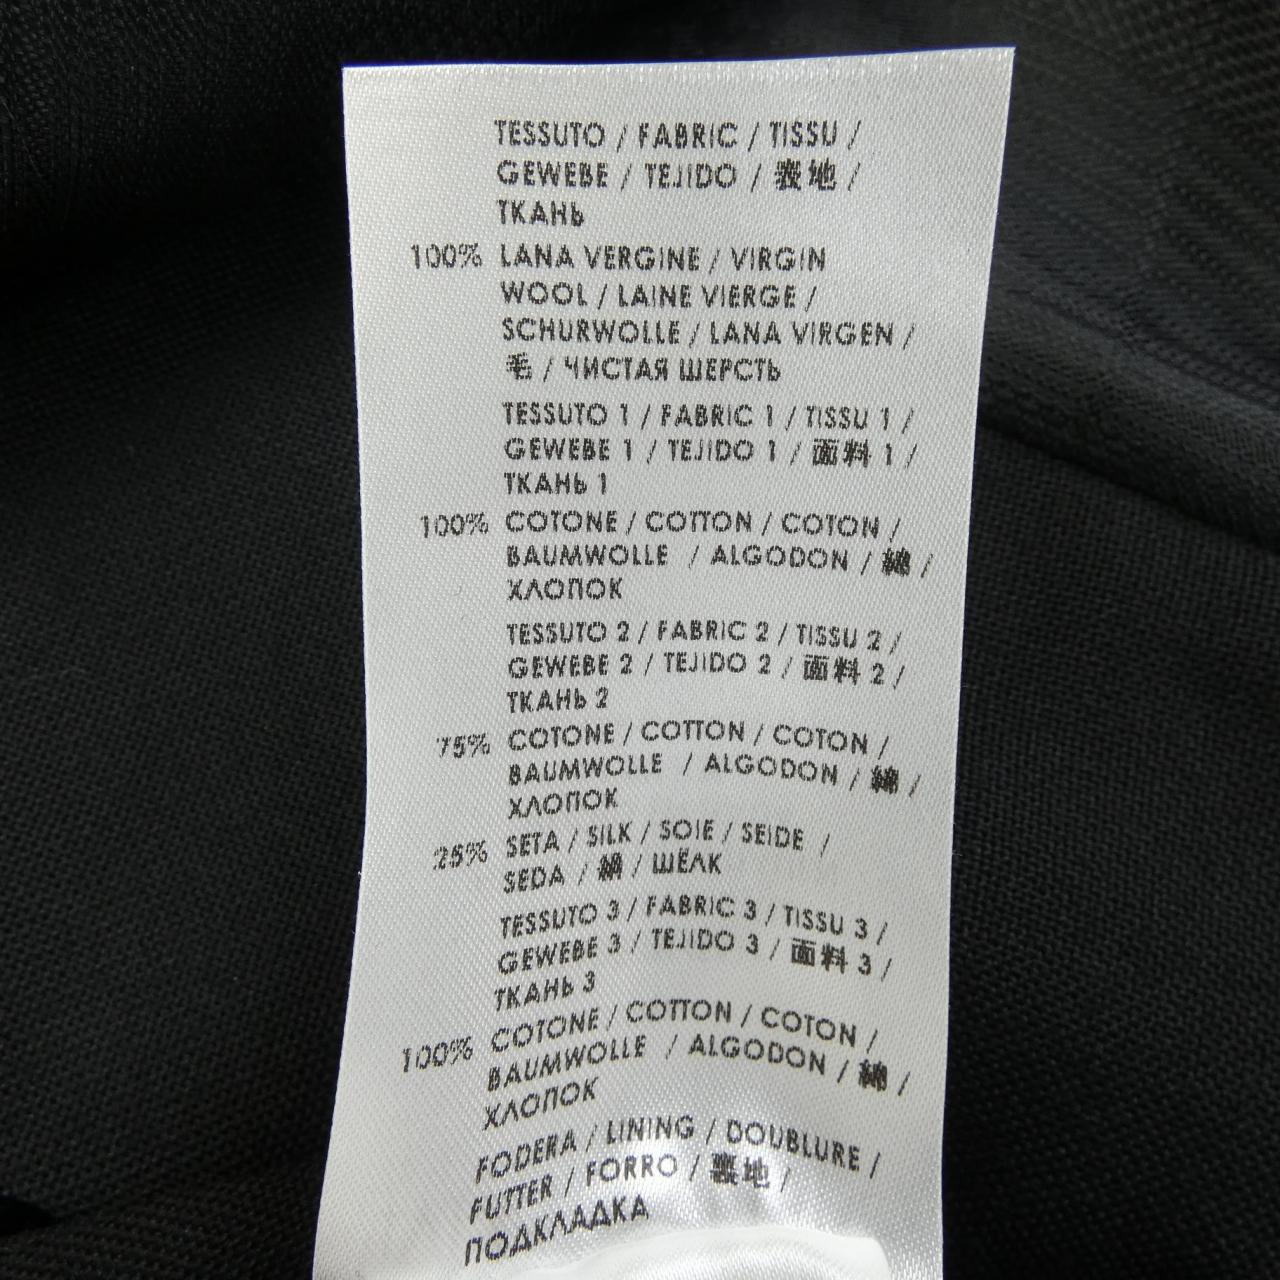 TESSUTO / FABRIC / TISSU /
GEWEBE / TEJIDO / 表地 /
ТКАНЬ
100% LANA VERGINE / VIRGIN
WOOL / LAINE VIERGE /
SCHURWOLLE / LANA VIRGEN /
毛 / ЧИСТАЯ ШЕРСТЬ
TESSUTO 1 / FABRIC 1 / TISSU 1 /
GEWEBE 1 / TEJIDO 1 / 面料 1 /
ТКАНЬ 1
100% COTONE / COTTON / COTON /
BAUMWOLLE / ALGODON / 綿 /
ХЛОПОК
TESSUTO 2 / FABRIC 2 / TISSU 2 /
GEWEBE 2 / TEJIDO 2 / 面料 2 /
ТКАНЬ 2
75% COTONE / COTTON / COTON /
BAUMWOLLE / ALGODON / 綿 /
ХЛОПОК
25% SETA / SILK / SOIE / SEIDE /
SEDA / 絹 / ШЁЛК
TESSUTO 3 / FABRIC 3 / TISSU 3 /
GEWEBE 3 / TEJIDO 3 / 面料 3 /
ТКАНЬ 3
100% COTONE / COTTON / COTON /
BAUMWOLLE / ALGODON / 綿 /
ХЛОПОК
FODERA / LINING / DOUBLURE /
FUTTER / FORRO / 裏地 /
ПОДКЛАДКА